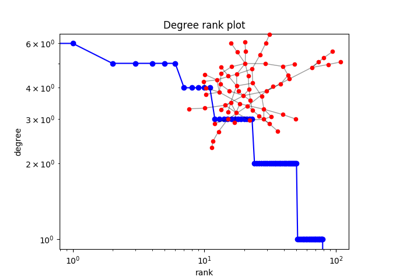 Degree rank plot
6 × 10⁰
4 × 10⁰
3 × 10⁰
2 × 10⁰
10⁰
degree
10⁰
10¹
10²
rank